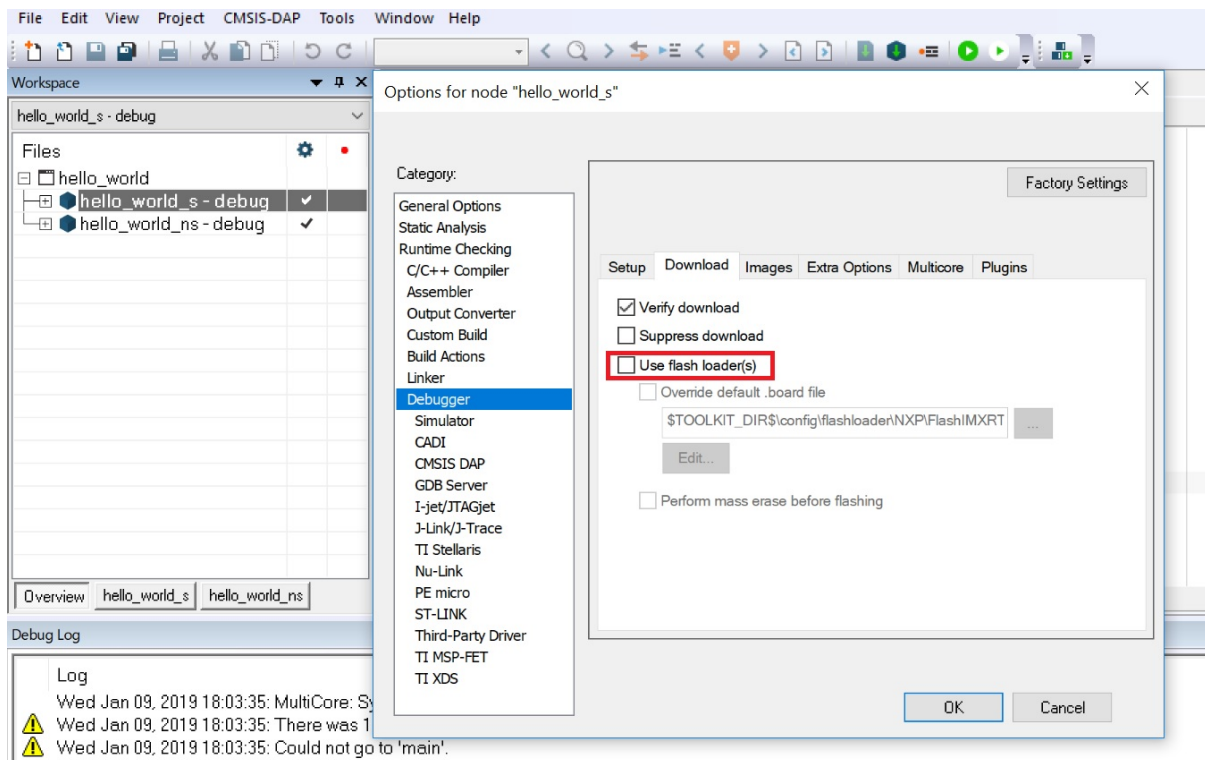 File Edit View Project CMSIS-DAP Tools Window Help
Workspace
hello_world_s - debug
Files
hello_world
hello_world_s - debug
hello_world_ns - debug
Overview hello_world_s hello_world_ns
Options for node "hello_world_s"
Category:
General Options
Static Analysis
Runtime Checking
C/C++ Compiler
Assembler
Output Converter
Custom Build
Build Actions
Linker
Debugger
Simulator
CADI
CMSIS DAP
GDB Server
I-jet/JTAGjet
J-Link/J-Trace
TI Stellaris
Nu-Link
PE micro
ST-LINK
Third-Party Driver
TI MSP-FET
TI XDS
Factory Settings
Setup Download Images Extra Options Multicore Plugins
Verify download
Suppress download
Use flash loader(s)
Override default .board file
$TOOLKIT_DIR$\config\flashloader\NXP\FlashIMXRT
...
Edit...
Perform mass erase before flashing
OK Cancel
Debug Log
Log
Wed Jan 09, 2019 18:03:35: MultiCore: Sy
Wed Jan 09, 2019 18:03:35: There was 1
Wed Jan 09, 2019 18:03:35: Could not go to 'main'.